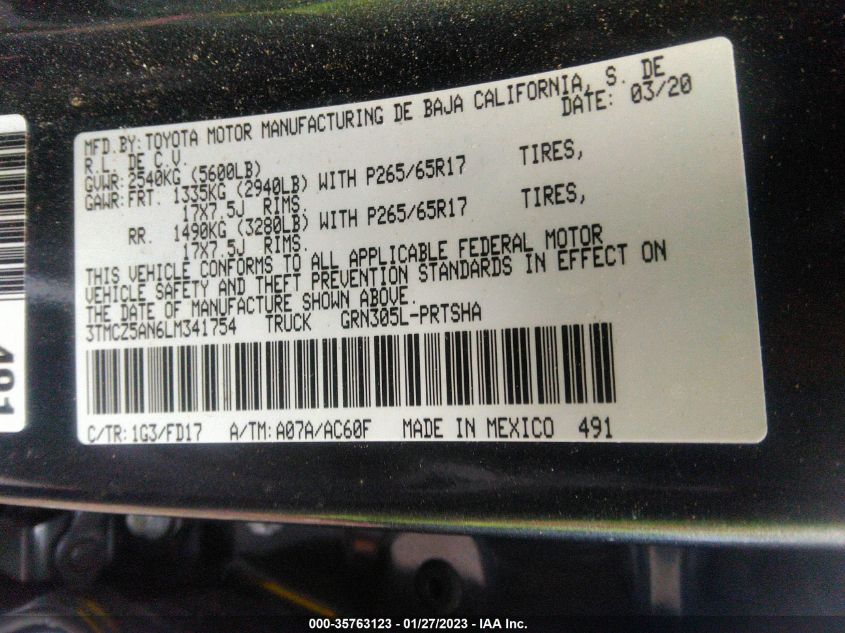 MFD.BY: TOYOTA MOTOR MANUFACTURING DE BAJA CALIFORNIA, S. DE
R.L. DE C.V. DATE: 03/20
GVWR: 2540KG (5600LB)
GAWR: FRT. 1335KG (2940LB) WITH P265/65R17 TIRES,
17X7.5J RIMS.
RR. 1490KG (3280LB) WITH P265/65R17 TIRES,
17X7.5J RIMS.
THIS VEHICLE CONFORMS TO ALL APPLICABLE FEDERAL MOTOR
VEHICLE SAFETY AND THEFT PREVENTION STANDARDS IN EFFECT ON
THE DATE OF MANUFACTURE SHOWN ABOVE.
3TMCZ5AN6LM341754 TRUCK GRN305L-PRTSHA
C/TR: 1G3/FD17 A/TM: A07A/AC60F MADE IN MEXICO 491
491
000-35763123 - 01/27/2023 - IAA Inc.